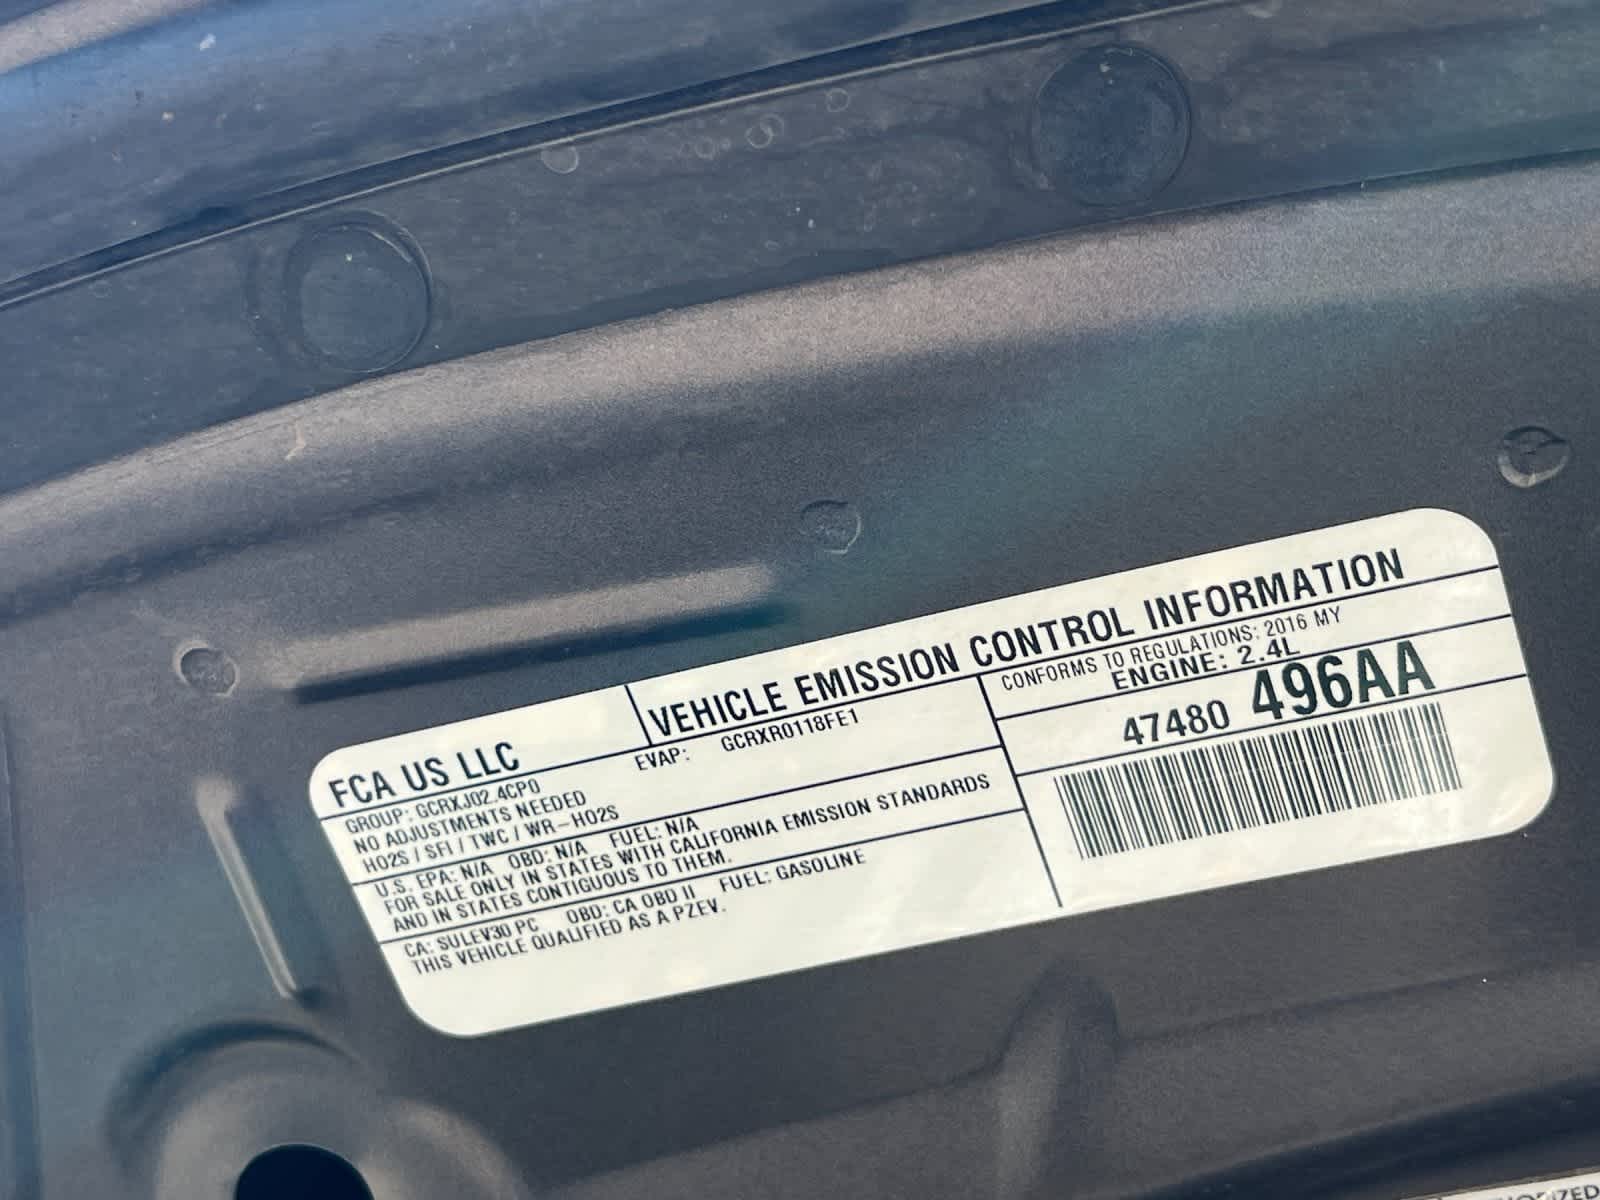 FCA US LLC
VEHICLE EMISSION CONTROL INFORMATION
GROUP: GCRXJ02.4CP0
EVAP: GCRXR0118FE1
NO ADJUSTMENTS NEEDED
HO2S / SFI / TWC / WR-HO2S
U.S. EPA: N/A OBD: N/A FUEL: N/A
FOR SALE ONLY IN STATES WITH CALIFORNIA EMISSION STANDARDS
AND IN STATES CONTIGUOUS TO THEM.
CA: SULEV30 PC OBD: CA OBD II FUEL: GASOLINE
THIS VEHICLE QUALIFIED AS A PZEV.
CONFORMS TO REGULATIONS: 2016 MY
ENGINE: 2.4L
47480 496AA